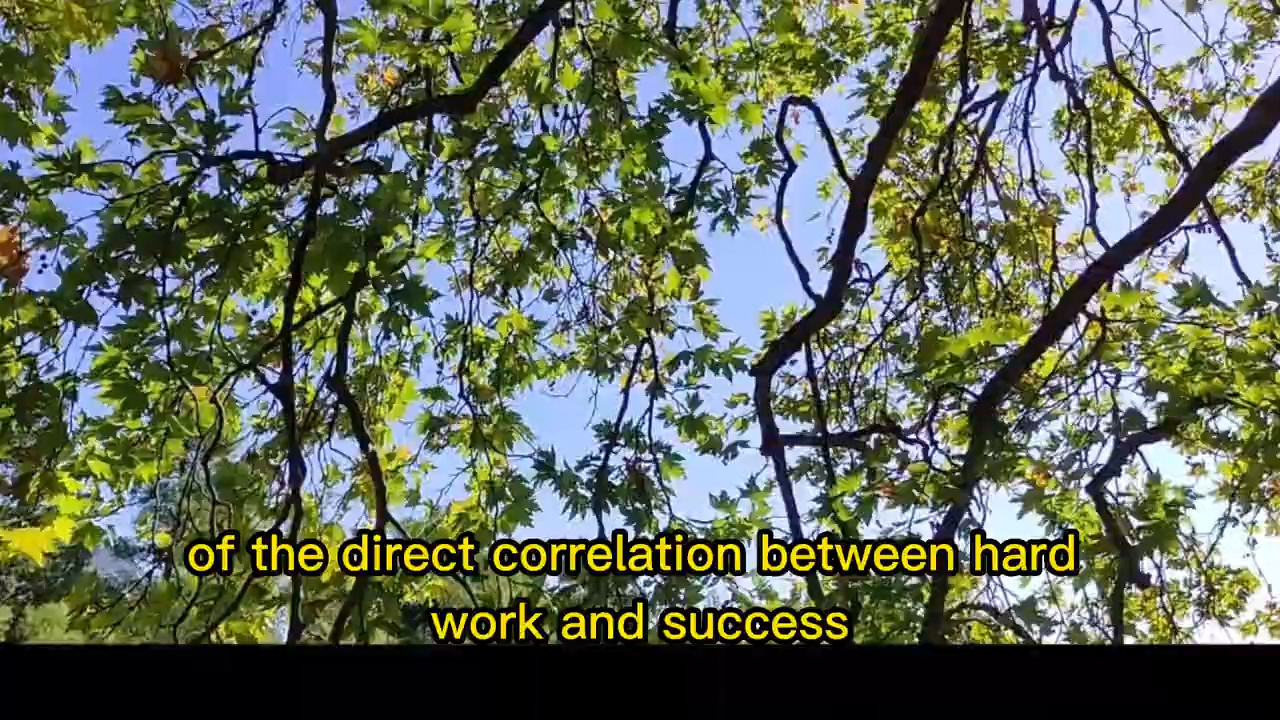 of the direct correlation between hard
work and success